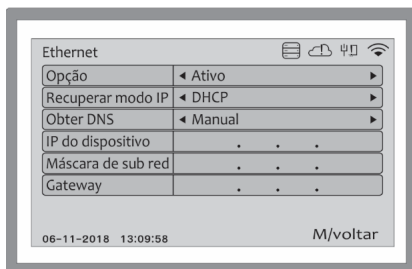 Ethernet
Opção ◀ Ativo ▶
Recuperar modo IP ◀ DHCP ▶
Obter DNS ◀ Manual ▶
IP do dispositivo . . .
Máscara de sub red . . .
Gateway . . .
06-11-2018 13:09:58 M/voltar